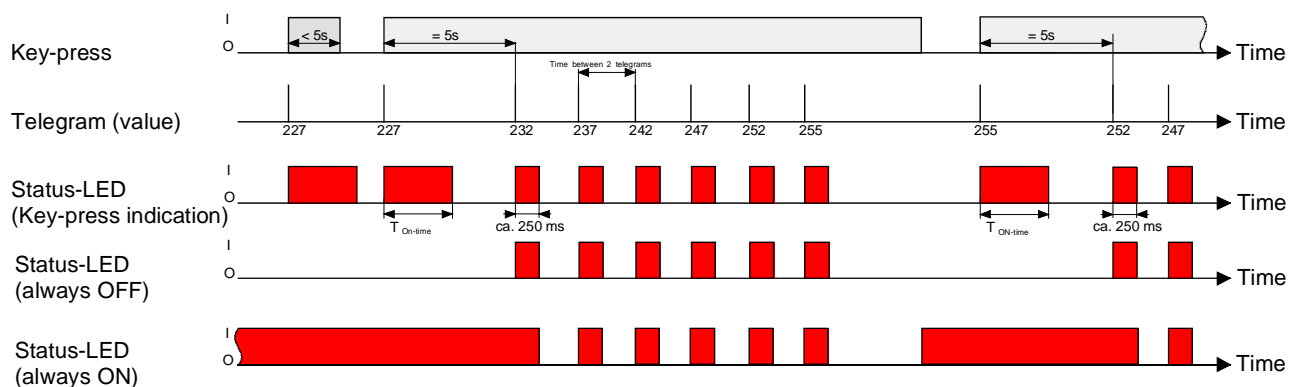 I
O
< 5s
= 5s
= 5s
Key-press
Time
Time between 2 telegrams
Telegram (value)
227
227
232
237
242
247
252
255
255
252
247
Time
I
O
Status-LED
(Key-press indication)
Time
T On-time
ca. 250 ms
T ON-time
ca. 250 ms
I
O
Status-LED
(always OFF)
Time
I
O
Status-LED
(always ON)
Time